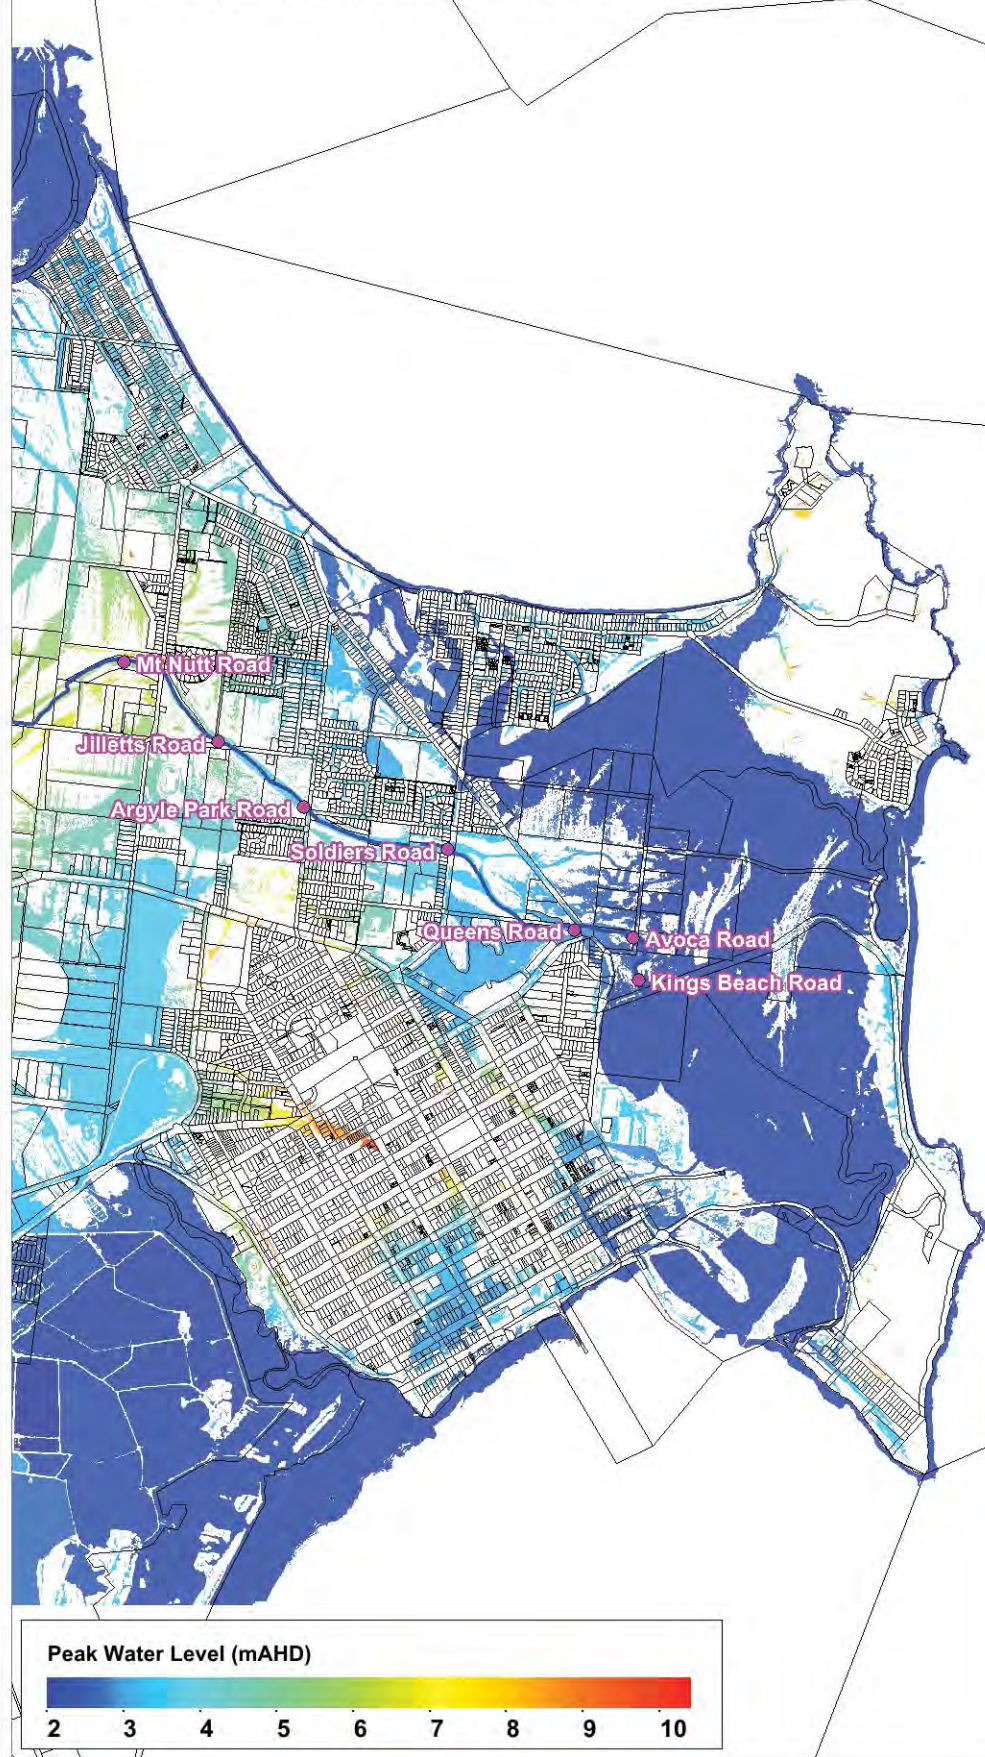 Mt Nutt Road
Jilletts Road
Argyle Park Road
Soldiers Road
Queens Road
Avoca Road
Kings Beach Road
Peak Water Level (mAHD)
2 3 4 5 6 7 8 9 10